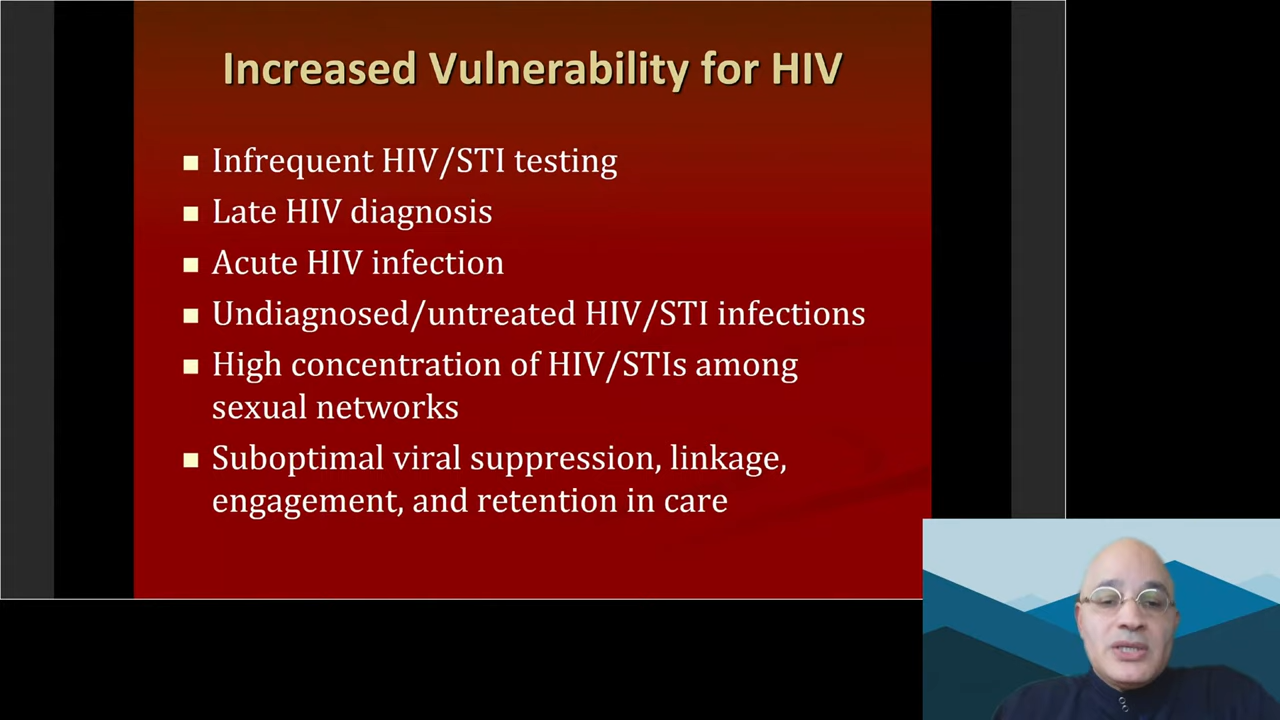 Increased Vulnerability for HIV
Infrequent HIV/STI testing
Late HIV diagnosis
Acute HIV infection
Undiagnosed/untreated HIV/STI infections
High concentration of HIV/STIs among
sexual networks
Suboptimal viral suppression, linkage,
engagement, and retention in care